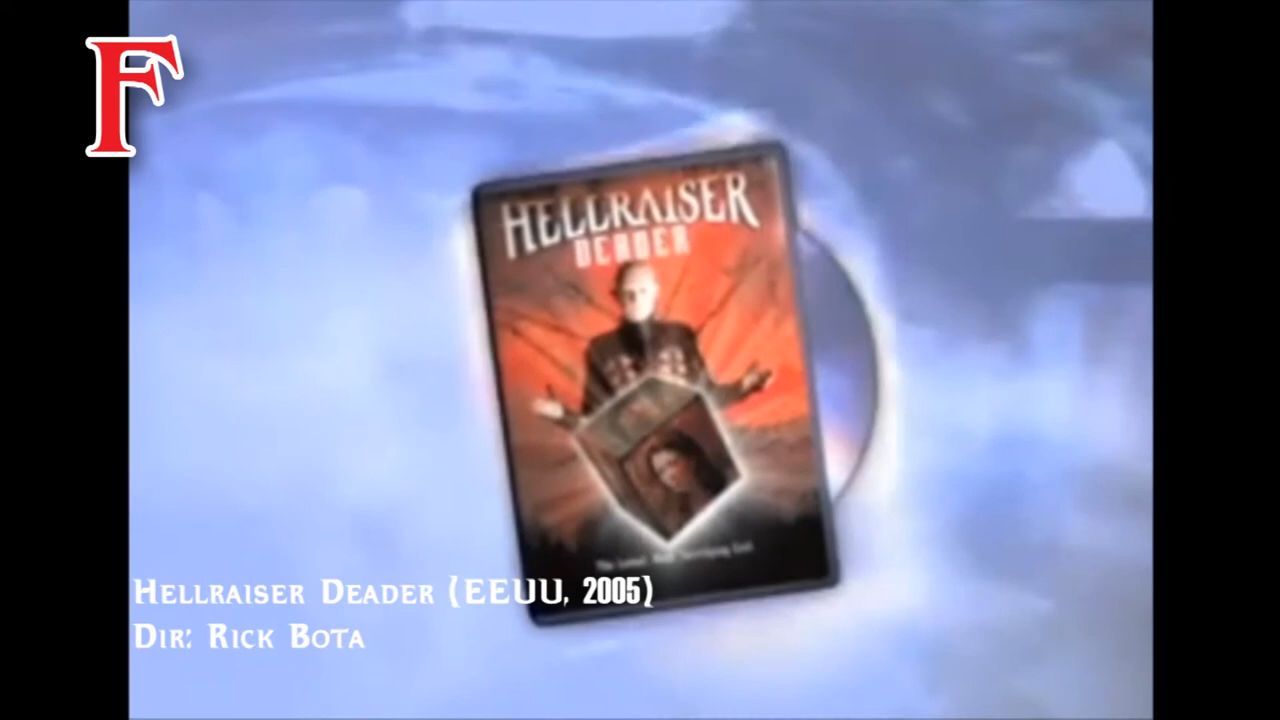 F
HELLRAISER
DEADER
HELLRAISER DEADER (EEUU, 2005)
DIR: RICK BOTA